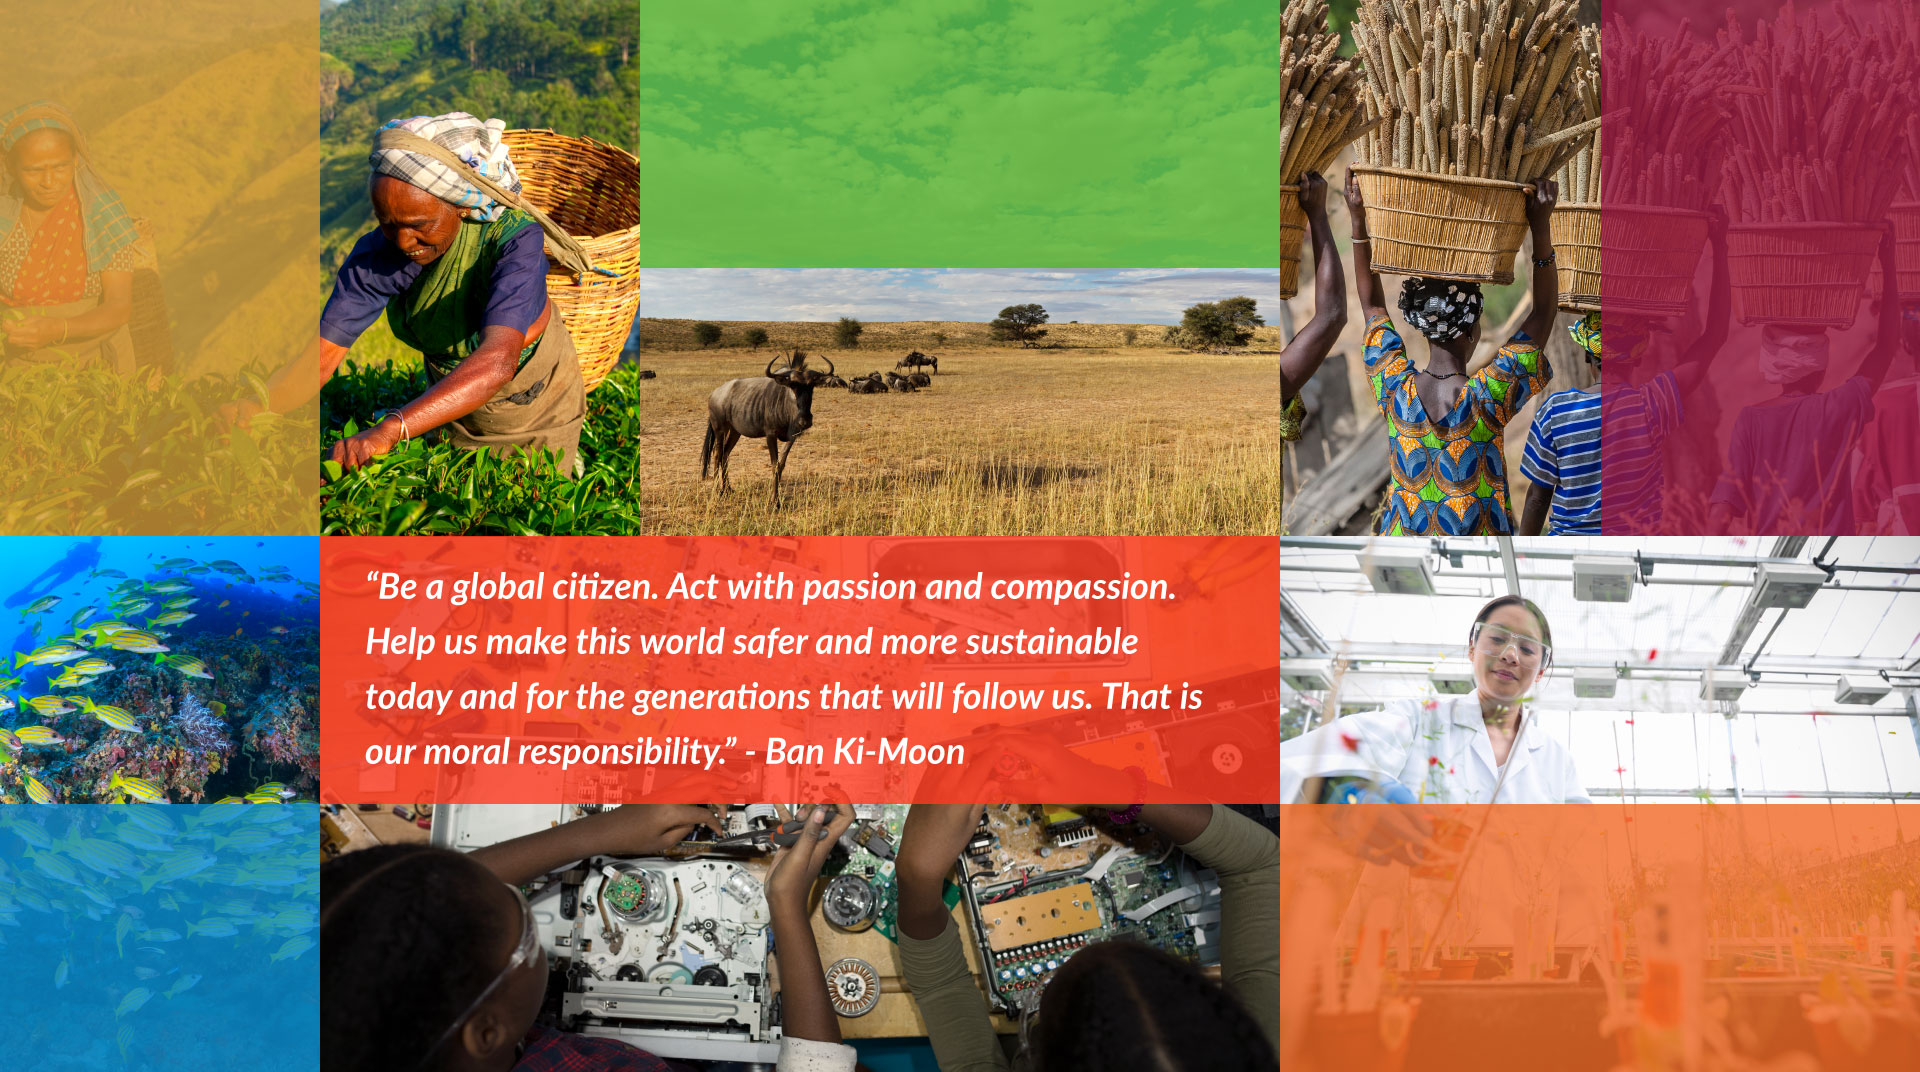 “Be a global citizen. Act with passion and compassion.
Help us make this world safer and more sustainable
today and for the generations that will follow us. That is
our moral responsibility.” - Ban Ki-Moon